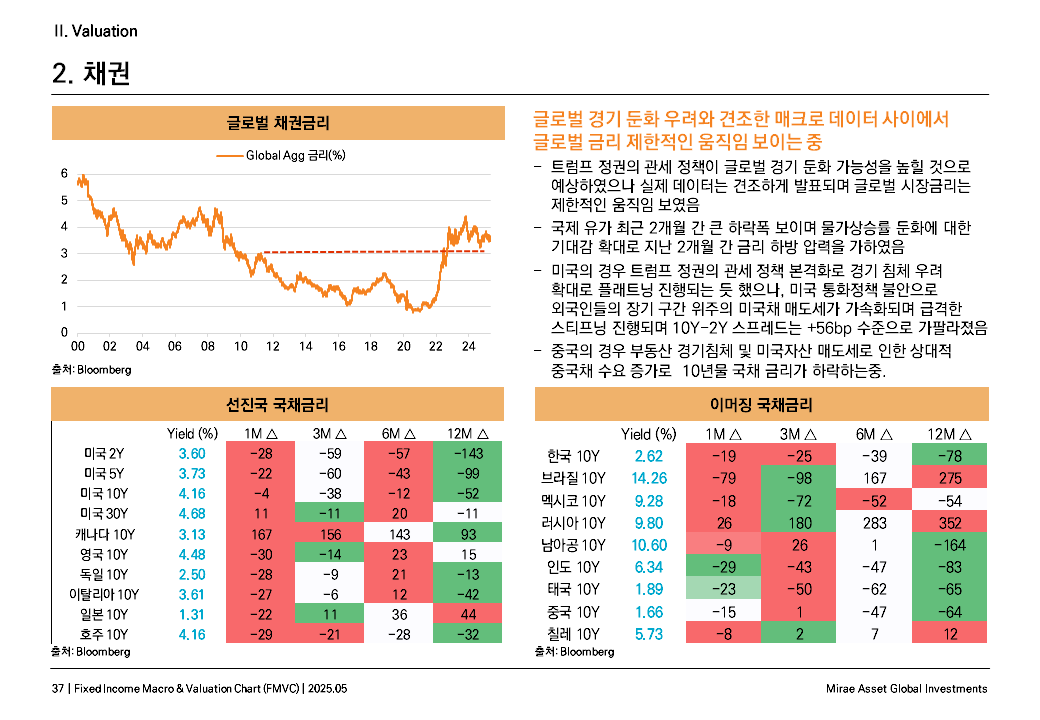 II. Valuation
2. 채권
글로벌 채권금리
Global Agg 금리(%)
6
5
4
3
2
1
0
00 02 04 06 08 10 12 14 16 18 20 22 24
출처: Bloomberg
글로벌 경기 둔화 우려와 견조한 매크로 데이터 사이에서
글로벌 금리 제한적인 움직임 보이는 중
– 트럼프 정권의 관세 정책이 글로벌 경기 둔화 가능성을 높힐 것으로
예상하였으나 실제 데이터는 견조하게 발표되며 글로벌 시장금리는
제한적인 움직임 보였음
– 국제 유가 최근 2개월 간 큰 하락폭 보이며 물가상승률 둔화에 대한
기대감 확대로 지난 2개월 간 금리 하방 압력을 가하였음
– 미국의 경우 트럼프 정권의 관세 정책 본격화로 경기 침체 우려
확대로 플래트닝 진행되는 듯 했으나, 미국 통화정책 불안으로
외국인들의 장기 구간 위주의 미국채 매도세가 가속화되며 급격한
스티프닝 진행되며 10Y-2Y 스프레드는 +56bp 수준으로 가팔라졌음
– 중국의 경우 부동산 경기침체 및 미국자산 매도세로 인한 상대적
중국채 수요 증가로 10년물 국채 금리가 하락하는중.
선진국 국채금리
Yield (%) 1M △ 3M △ 6M △ 12M △
미국 2Y 3.60 -28 -59 -57 -143
미국 5Y 3.73 -22 -60 -43 -99
미국 10Y 4.16 -4 -38 -12 -52
미국 30Y 4.68 11 -11 20 -11
캐나다 10Y 3.13 167 156 143 93
영국 10Y 4.48 -30 -14 23 15
독일 10Y 2.50 -28 -9 21 -13
이탈리아 10Y 3.61 -27 -6 12 -42
일본 10Y 1.31 -22 11 36 44
호주 10Y 4.16 -29 -21 -28 -32
출처: Bloomberg
이머징 국채금리
Yield (%) 1M △ 3M △ 6M △ 12M △
한국 10Y 2.62 -19 -25 -39 -78
브라질 10Y 14.26 -79 -98 167 275
멕시코 10Y 9.28 -18 -72 -52 -54
러시아 10Y 9.80 26 180 283 352
남아공 10Y 10.60 -9 26 1 -164
인도 10Y 6.34 -29 -43 -47 -83
태국 10Y 1.89 -23 -50 -62 -65
중국 10Y 1.66 -15 1 -47 -64
칠레 10Y 5.73 -8 2 7 12
출처: Bloomberg
37 | Fixed Income Macro & Valuation Chart (FMVC) | 2025.05
Mirae Asset Global Investments